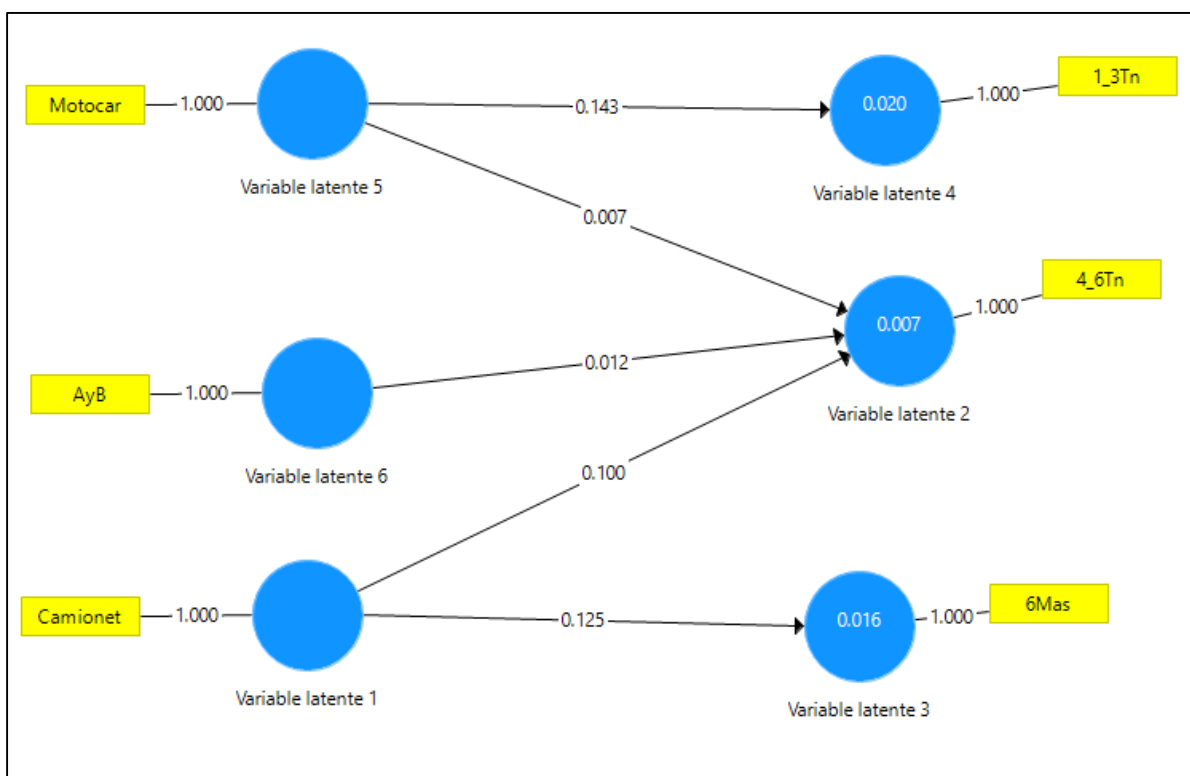 Motocar
1.000
0.143
0.020
1.000
1_3Tn
Variable latente 5
Variable latente 4
0.007
4_6Tn
1.000
0.007
AyB
1.000
0.012
Variable latente 2
Variable latente 6
0.100
Camionet
1.000
0.125
0.016
1.000
6Mas
Variable latente 1
Variable latente 3